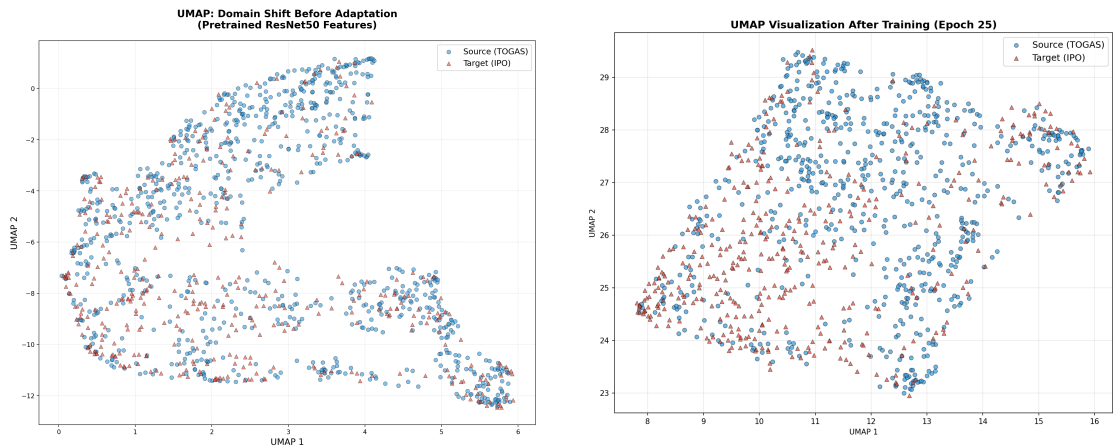 UMAP: Domain Shift Before Adaptation
(Pretrained ResNet50 Features)
Source (TOGAS)
Target (IPO)
0
−2
−4
−6
−8
−10
−12
UMAP 2
0
1
2
3
4
5
6
UMAP 1
UMAP Visualization After Training (Epoch 25)
Source (TOGAS)
Target (IPO)
29
28
27
26
25
24
23
UMAP 2
8
9
10
11
12
13
14
15
16
UMAP 1